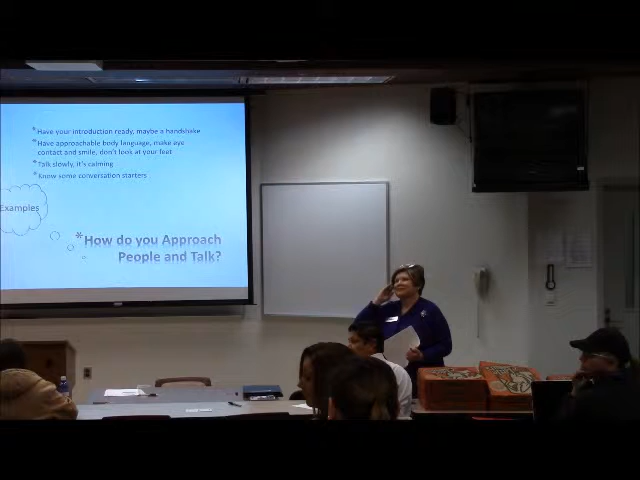 *Have your introduction ready, maybe a handshake
*Have approachable body language, make eye
contact and smile, don't look at your feet
*Talk slowly, it's calming
*Know some conversation starters
Examples
*How do you Approach
People and Talk?